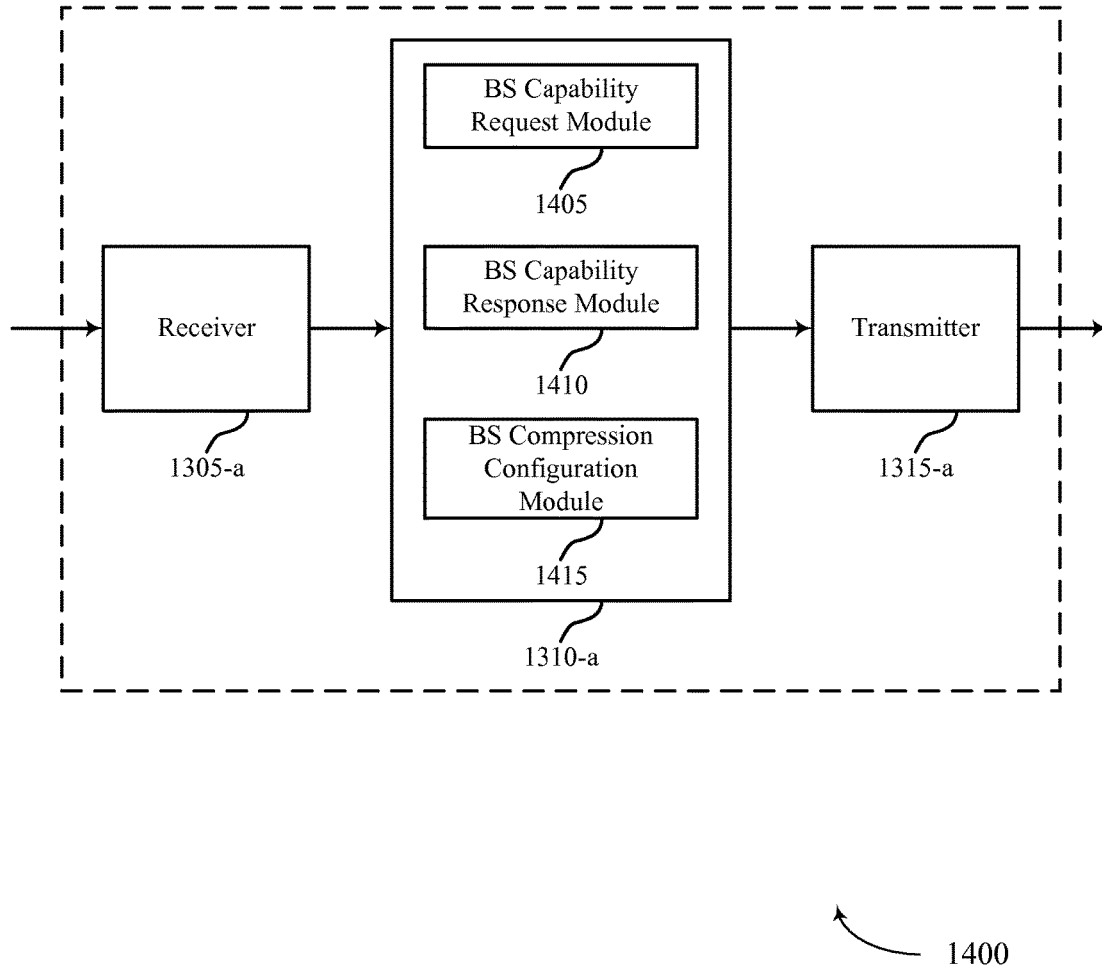 BS Capability
Request Module
1405
BS Capability
Response Module
1410
Receiver
1305-a
BS Compression
Configuration
Module
1415
1310-a
Transmitter
1315-a
1400